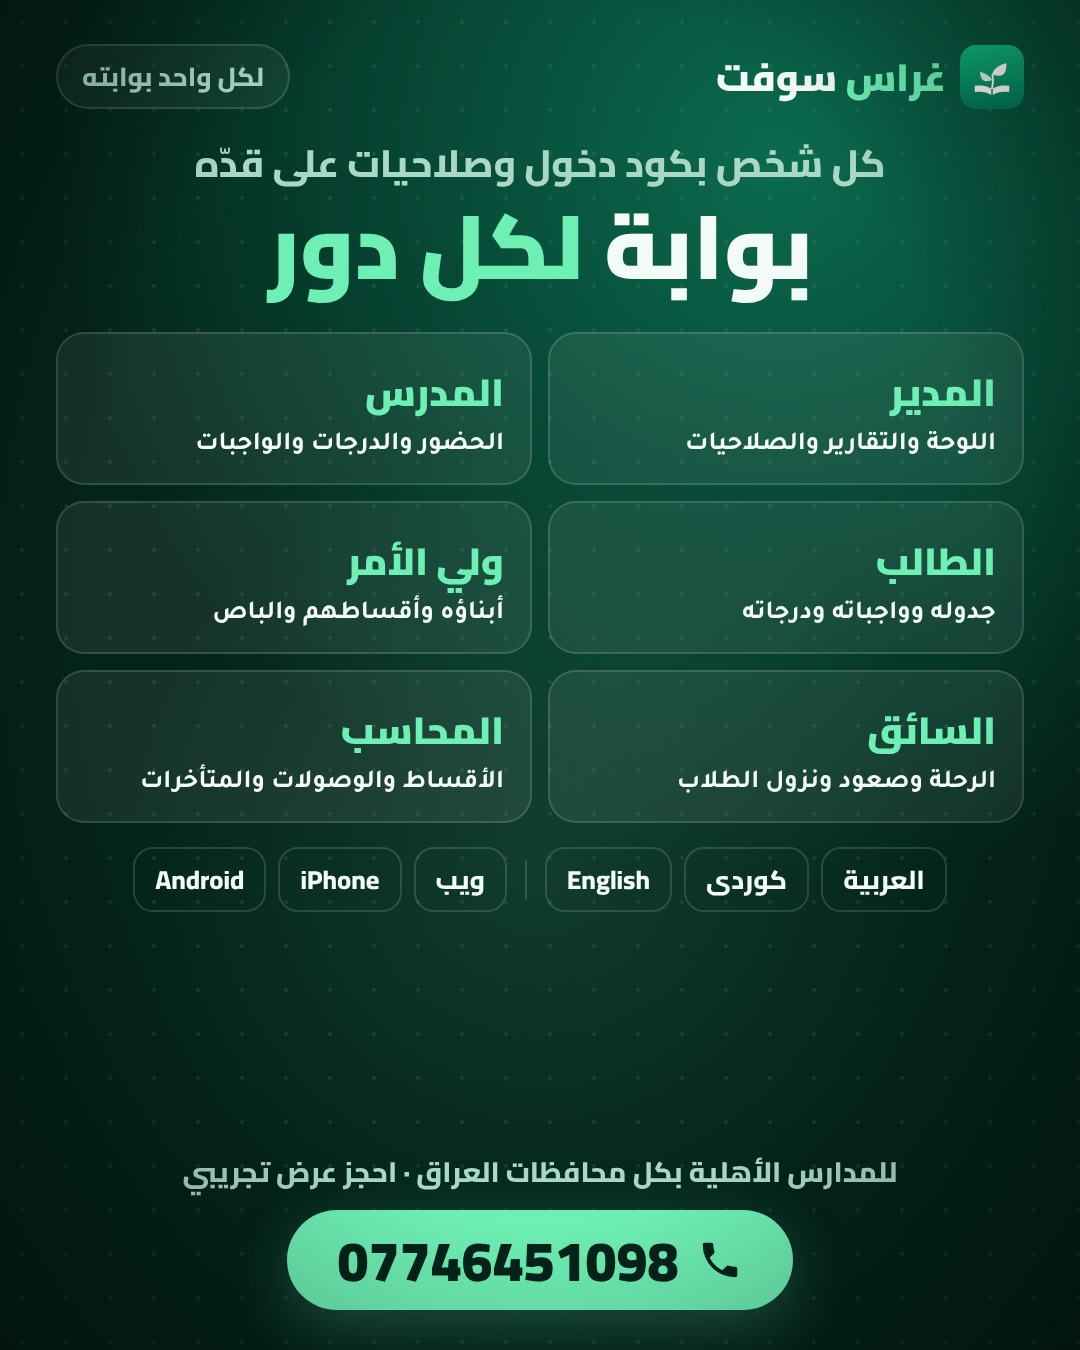 غراس سوفت
لكل واحد بوابته
كل شخص بكود دخول وصلاحيات على قدّه
بوابة لكل دور
المدير
اللوحة والتقارير والصلاحيات
المدرس
الحضور والدرجات والواجبات
الطالب
جدوله وواجباته ودرجاته
ولي الأمر
أبناؤه وأقساطهم والباص
السائق
الرحلة وصعود ونزول الطلاب
المحاسب
الأقساط والوصولات والمتأخرات
العربية كوردى English ويب iPhone Android
للمدارس الأهلية بكل محافظات العراق · احجز عرض تجريبي
07746451098